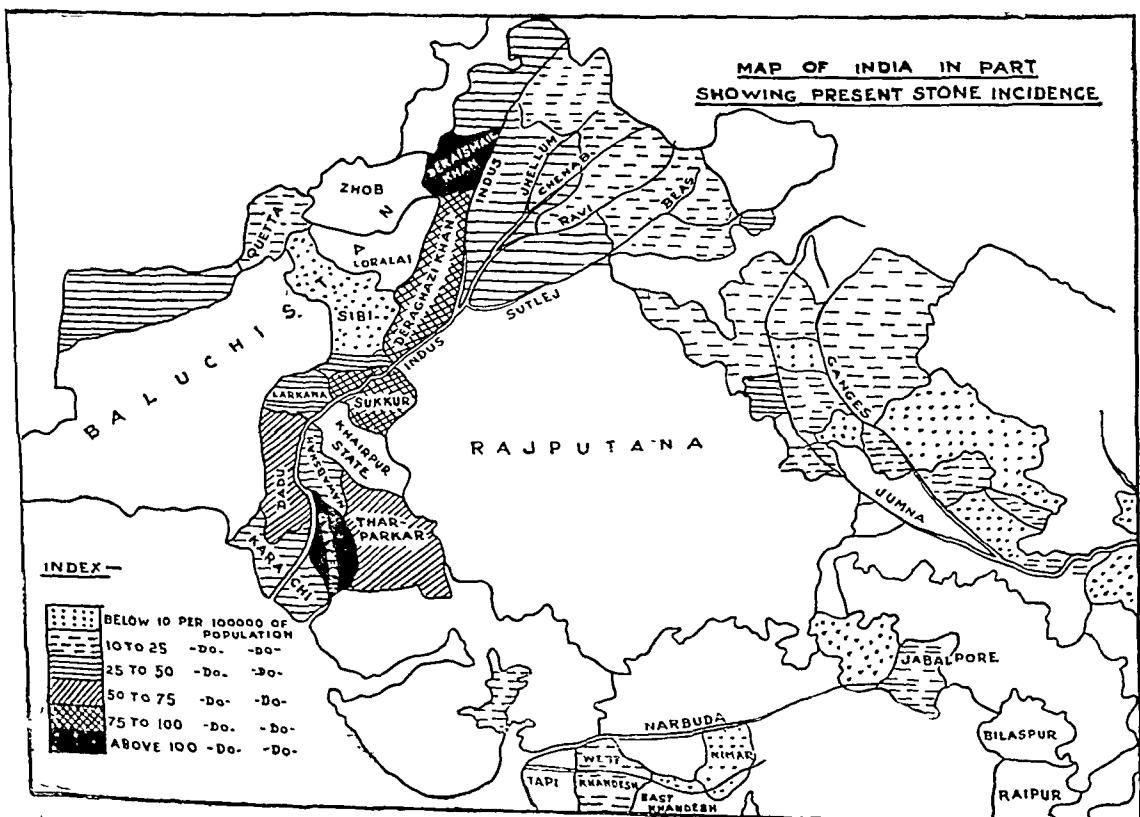 MAP OF INDIA IN PART
SHOWING PRESENT STONE INCIDENCE
DERAISMAIL
KHAN
ZHOB
QUETTA
LORALAI
SIBI
BALUCHISTAN
DERAGHAZI KHAN
INDUS
JHELLUM
CHENAB.
RAVI
BEAS
SUTLEJ
INDUS
LARKANA
SUKKUR
KHAIRPUR
STATE
DADU
THAR-
PARKAR
KARACHI
RAJPUTANA
GANGES
JUMNA
JABALPORE
NARBUDA
NIMAR
BILASPUR
RAIPUR
TAPI
WEST
KHANDESH
EAST
KHANDESH
INDEX —
BELOW 10 PER 100000 OF
POPULATION
10 TO 25 -DO- -DO-
25 TO 50 -DO- -DO-
50 TO 75 -DO- -DO-
75 TO 100 -DO- -DO-
ABOVE 100 -DO- -DO-